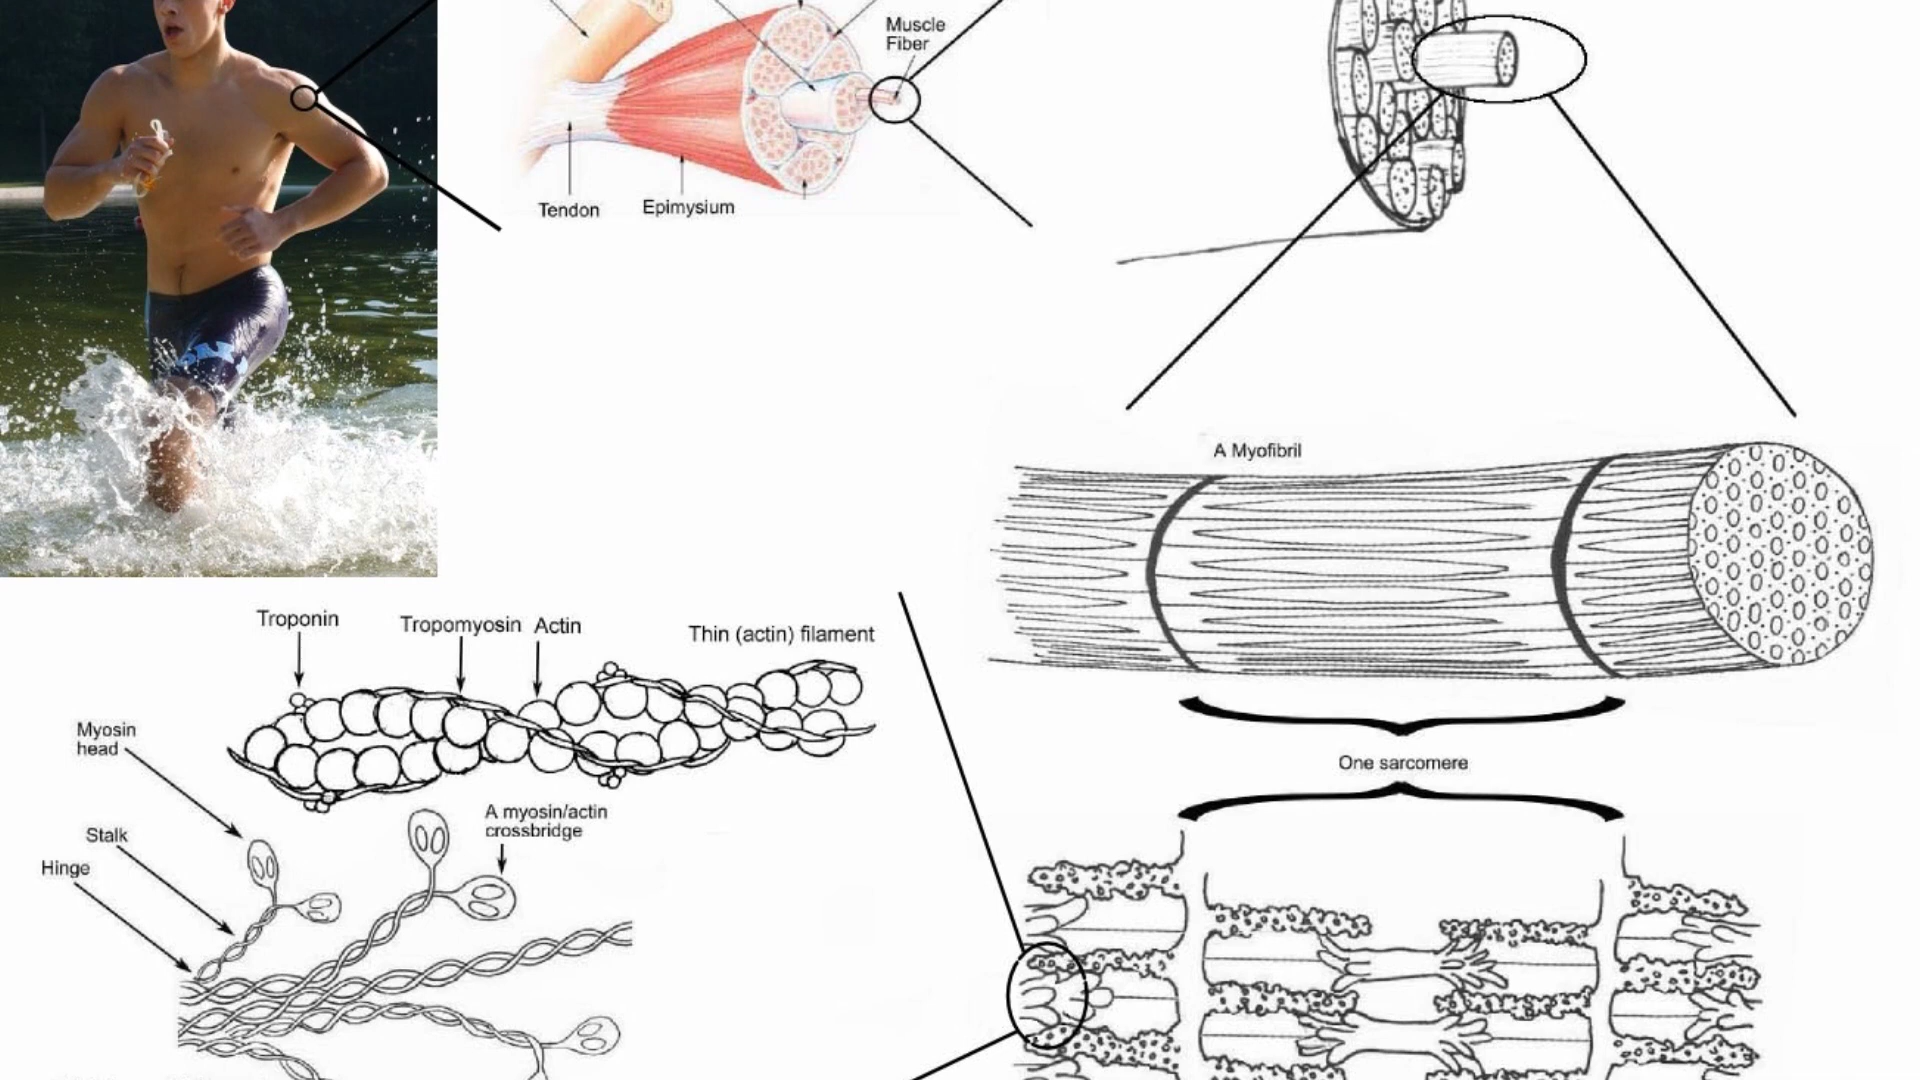 Muscle
Fiber
Tendon
Epimysium
A Myofibril
Troponin
Tropomyosin
Actin
Thin (actin) filament
Myosin
head
One sarcomere
A myosin/actin
crossbridge
Stalk
Hinge